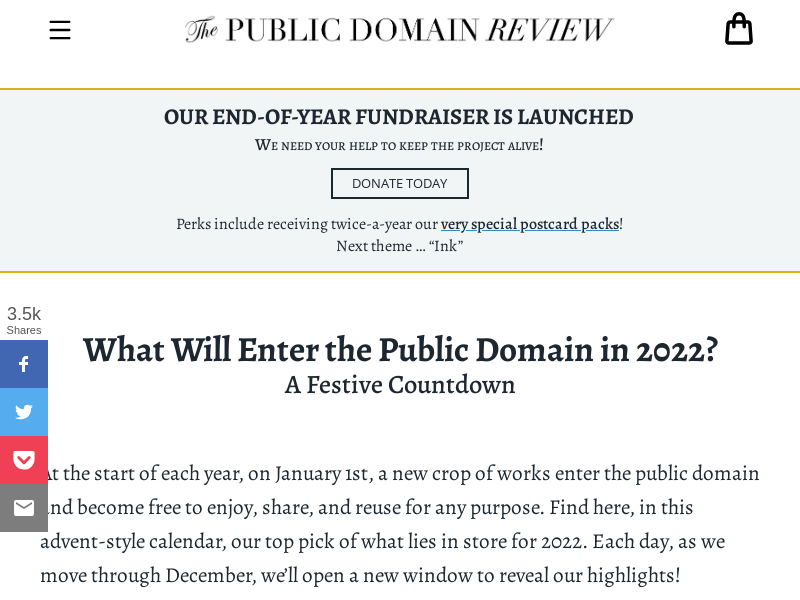 The PUBLIC DOMAIN REVIEW
OUR END-OF-YEAR FUNDRAISER IS LAUNCHED
We need your help to keep the project alive!
DONATE TODAY
Perks include receiving twice-a-year our very special postcard packs!
Next theme ... “Ink”
3.5k
Shares
What Will Enter the Public Domain in 2022?
A Festive Countdown
At the start of each year, on January 1st, a new crop of works enter the public domain
and become free to enjoy, share, and reuse for any purpose. Find here, in this
advent-style calendar, our top pick of what lies in store for 2022. Each day, as we
move through December, we’ll open a new window to reveal our highlights!